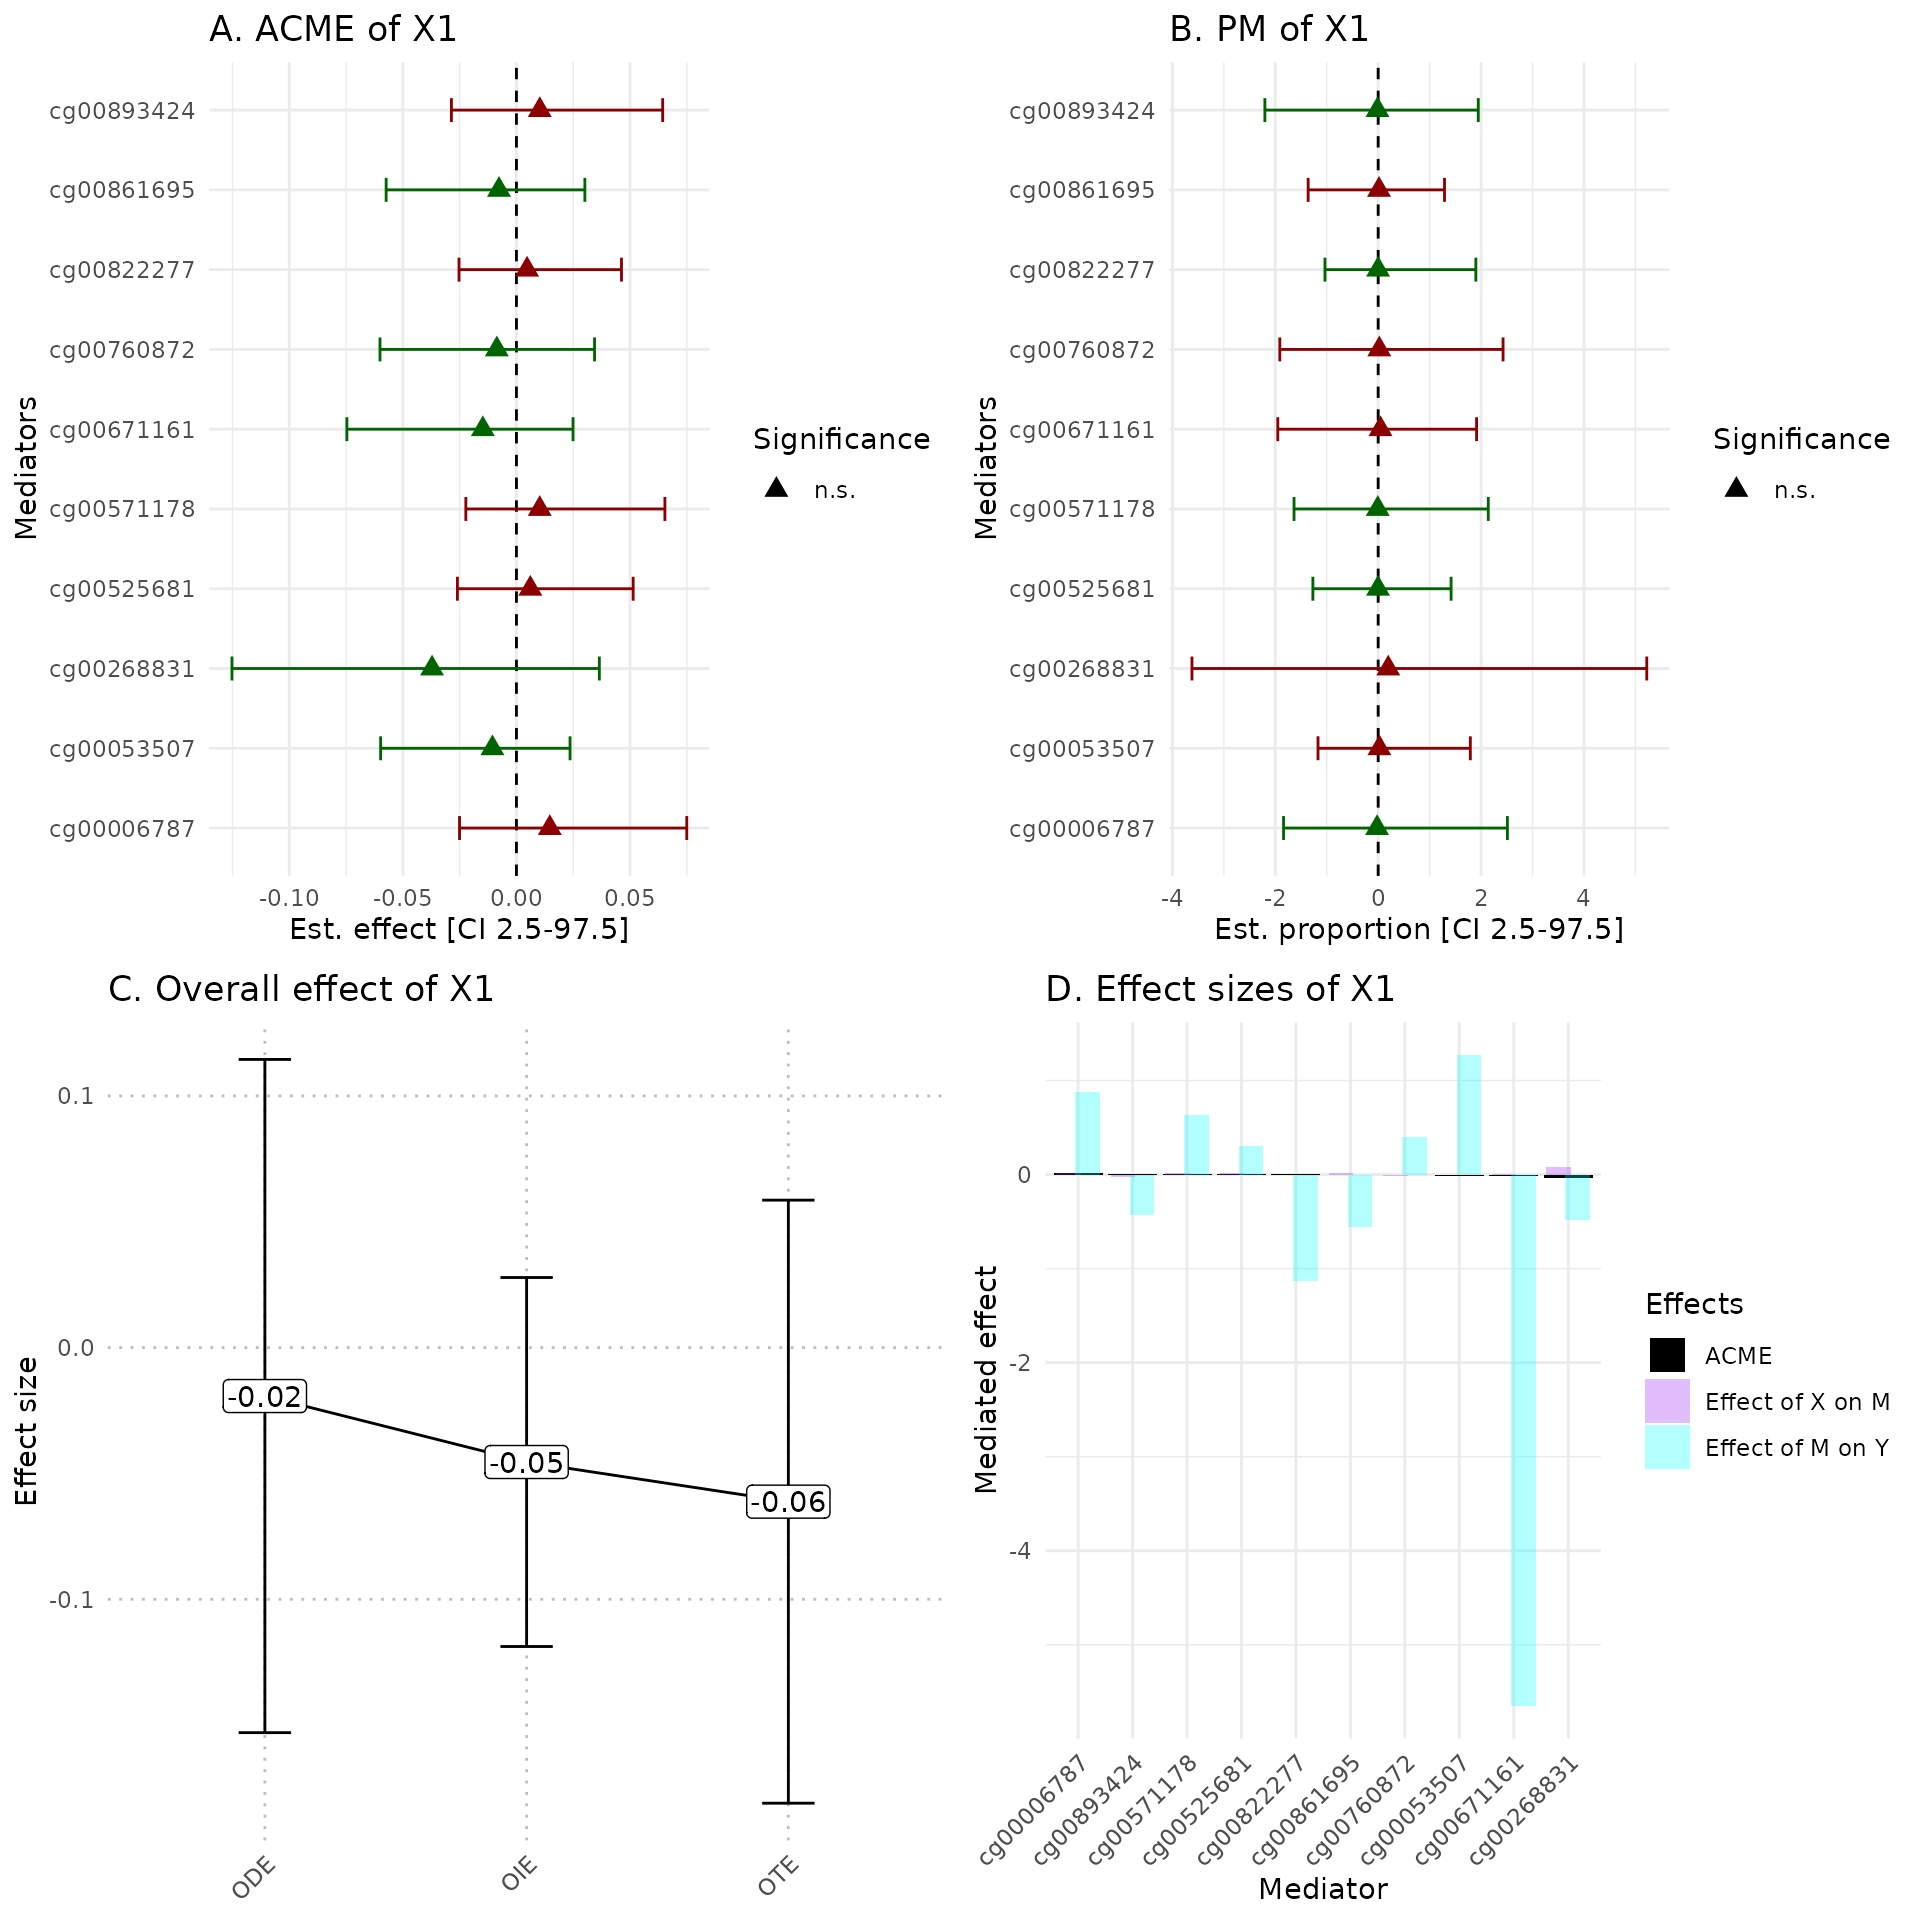 A. ACME of X1
cg00893424
cg00861695
cg00822277
cg00760872
cg00671161
cg00571178
cg00525681
cg00268831
cg00053507
cg00006787
Mediators
-0.10 -0.05 0.00 0.05
Est. effect [CI 2.5-97.5]
Significance
n.s.
B. PM of X1
cg00893424
cg00861695
cg00822277
cg00760872
cg00671161
cg00571178
cg00525681
cg00268831
cg00053507
cg00006787
Mediators
-4 -2 0 2 4
Est. proportion [CI 2.5-97.5]
Significance
n.s.
C. Overall effect of X1
0.1
0.0
-0.1
Effect size
-0.02
-0.05
-0.06
ODE OIE OTE
D. Effect sizes of X1
0
-2
-4
Mediated effect
cg00006787
cg00893424
cg00571178
cg00525681
cg00822277
cg00861695
cg00760872
cg00053507
cg00671161
cg00268831
Mediator
Effects
ACME
Effect of X on M
Effect of M on Y